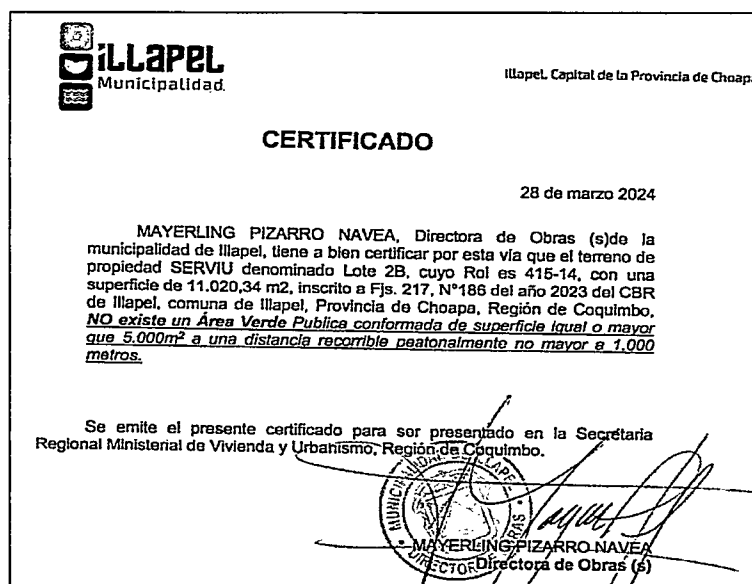 iLLaPEL
Municipalidad.
Illapel, Capital de la Provincia de Choapa
CERTIFICADO
28 de marzo 2024
MAYERLING PIZARRO NAVEA, Directora de Obras (s)de la
municipalidad de Illapel, tiene a bien certificar por esta vía que el terreno de
propiedad SERVIU denominado Lote 2B, cuyo Rol es 415-14, con una
superficie de 11.020,34 m2, inscrito a Fjs. 217, N°186 del año 2023 del CBR
de Illapel, comuna de Illapel, Provincia de Choapa, Región de Coquimbo,
NO existe un Área Verde Publica conformada de superficie igual o mayor
que 5.000m² a una distancia recorrible peatonalmente no mayor a 1.000
metros.
Se emite el presente certificado para ser presentado en la Secretaria
Regional Ministerial de Vivienda y Urbanismo, Región de Coquimbo.
MAYERLING PIZARRO NAVEA
Directora de Obras (s)